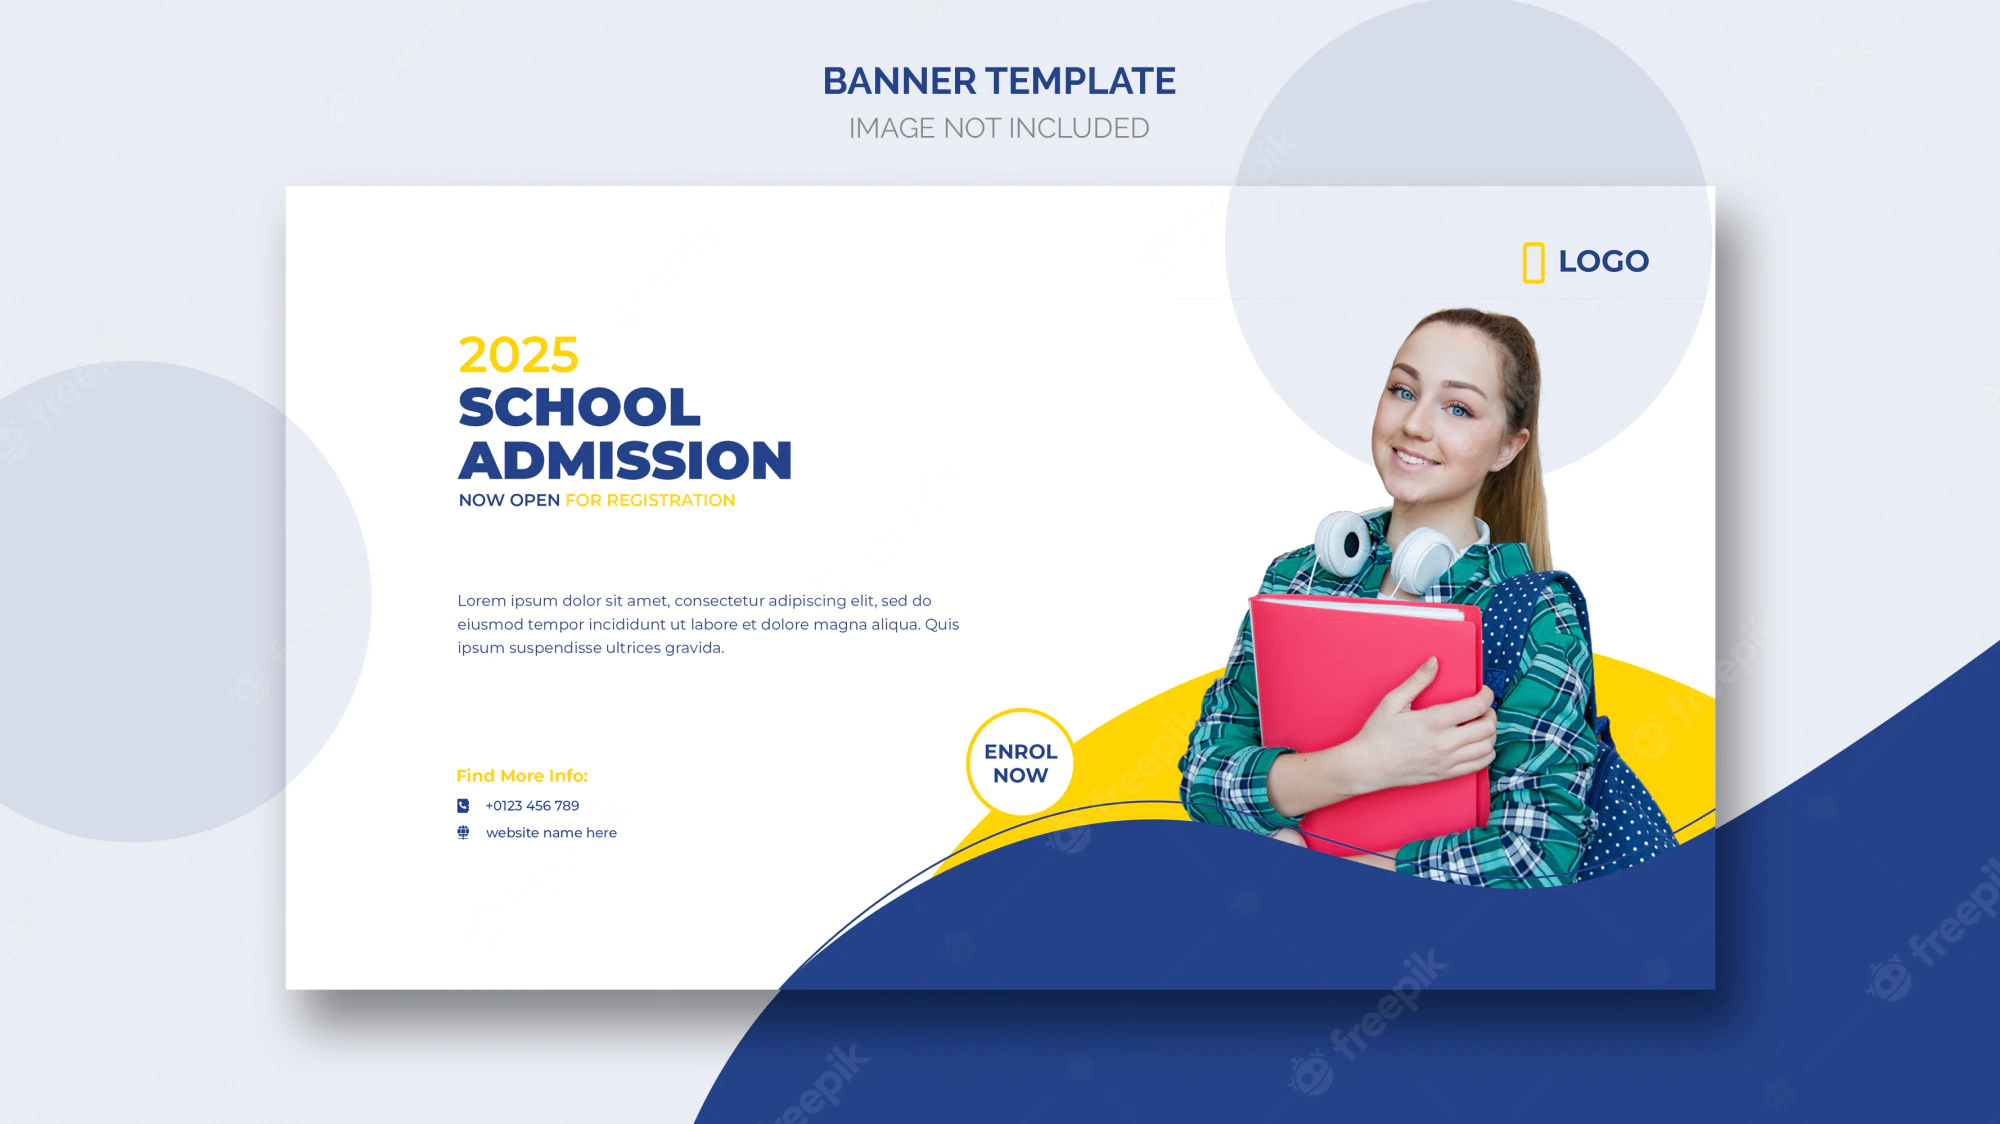 BANNER TEMPLATE
IMAGE NOT INCLUDED
LOGO
2025
SCHOOL
ADMISSION
NOW OPEN FOR REGISTRATION
Lorem ipsum dolor sit amet, consectetur adipiscing elit, sed do
eiusmod tempor incididunt ut labore et dolore magna aliqua. Quis
ipsum suspendisse ultrices gravida.
ENROL
NOW
Find More Info:
+0123 456 789
website name here
freepik
freepik
freepik
freepik
freepik
freepik